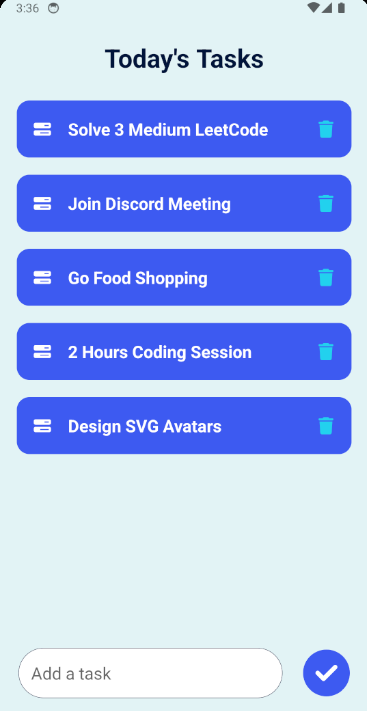 3:36
Today's Tasks
Solve 3 Medium LeetCode
Join Discord Meeting
Go Food Shopping
2 Hours Coding Session
Design SVG Avatars
Add a task